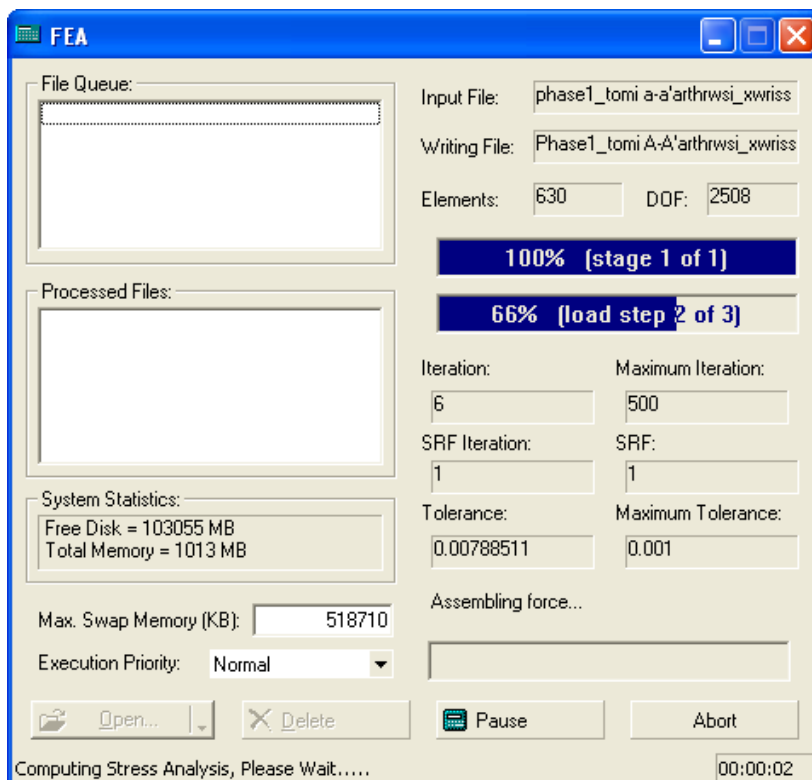 FEA
File Queue:
Processed Files:
System Statistics:
Free Disk = 103055 MB
Total Memory = 1013 MB
Max. Swap Memory (KB): 518710
Execution Priority: Normal
Input File: phase1_tomi a-a'arthrwsi_xwriss
Writing File: Phase1_tomi A-A'arthrwsi_xwriss
Elements: 630 DOF: 2508
100% (stage 1 of 1)
66% (load step 2 of 3)
Iteration: Maximum Iteration:
6 500
SRF Iteration: SRF:
1 1
Tolerance: Maximum Tolerance:
0.00788511 0.001
Assembling force...
Open... Delete Pause Abort
Computing Stress Analysis, Please Wait..... 00:00:02